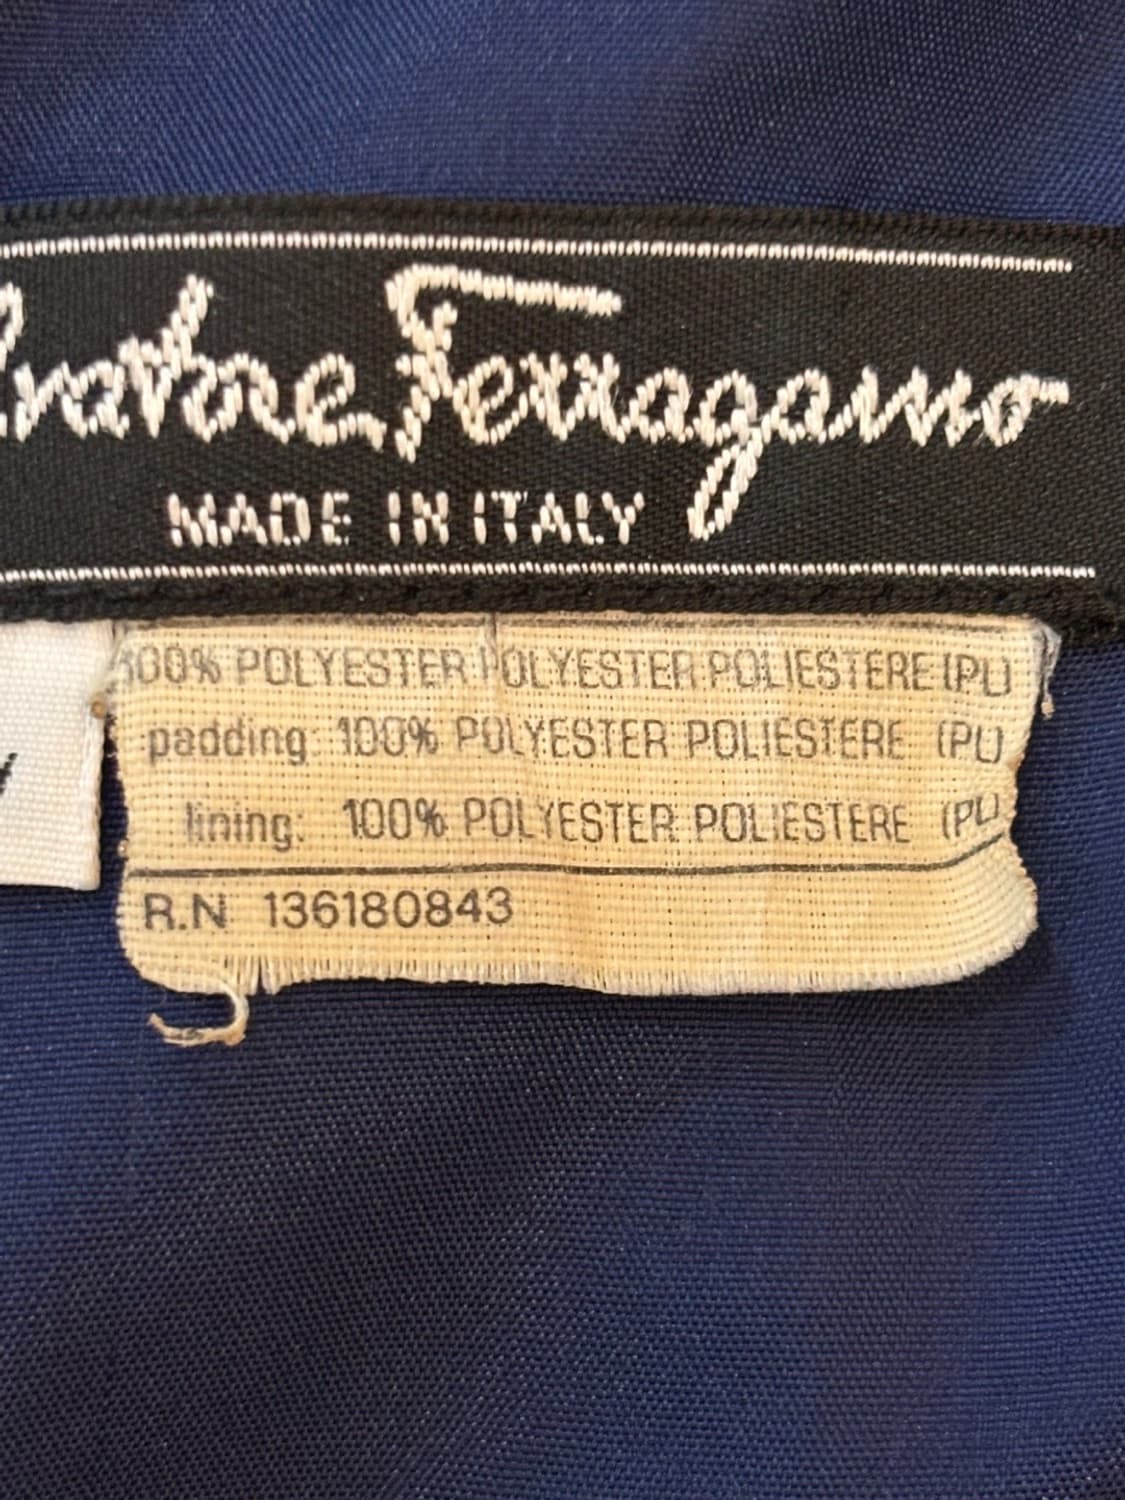 Salvatore Ferragamo
MADE IN ITALY
100% POLYESTER POLYESTER POLIESTERE (PL)
padding: 100% POLYESTER POLIESTERE (PL)
lining: 100% POLYESTER POLIESTERE (PL)
R.N 136180843